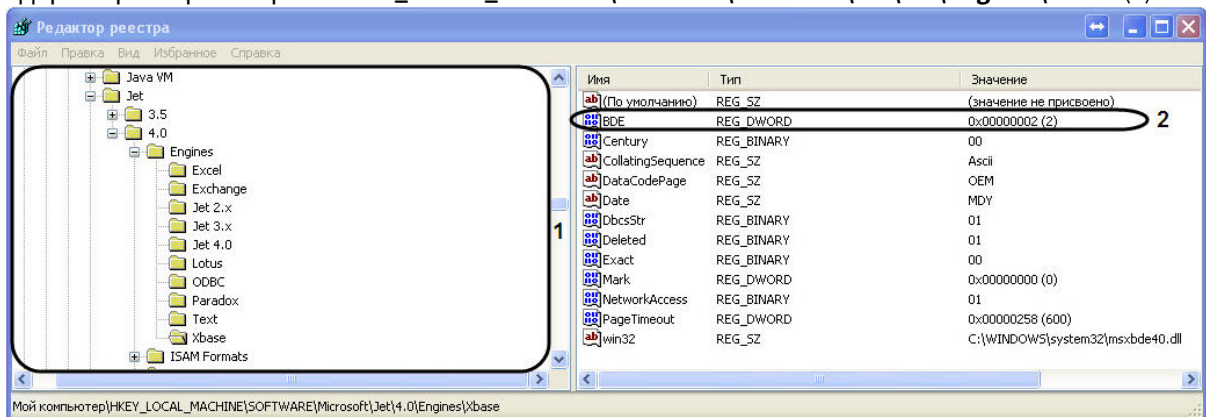 Редактор реестра
Файл Правка Вид Избранное Справка
Java VM
Jet
3.5
4.0
Engines
Excel
Exchange
Jet 2.x
Jet 3.x
Jet 4.0
Lotus
ODBC
Paradox
Text
Xbase
ISAM Formats
1
Имя Тип Значение
(По умолчанию) REG_SZ (значение не присвоено)
BDE REG_DWORD 0x00000002 (2) 2
Century REG_BINARY 00
CollatingSequence REG_SZ Ascii
DataCodePage REG_SZ OEM
Date REG_SZ MDY
DbcsStr REG_BINARY 01
Deleted REG_BINARY 01
Exact REG_BINARY 00
Mark REG_DWORD 0x00000000 (0)
NetworkAccess REG_BINARY 01
PageTimeout REG_DWORD 0x00000258 (600)
win32 REG_SZ C:\WINDOWS\system32\msxbde40.dll
Мой компьютер\HKEY_LOCAL_MACHINE\SOFTWARE\Microsoft\Jet\4.0\Engines\Xbase